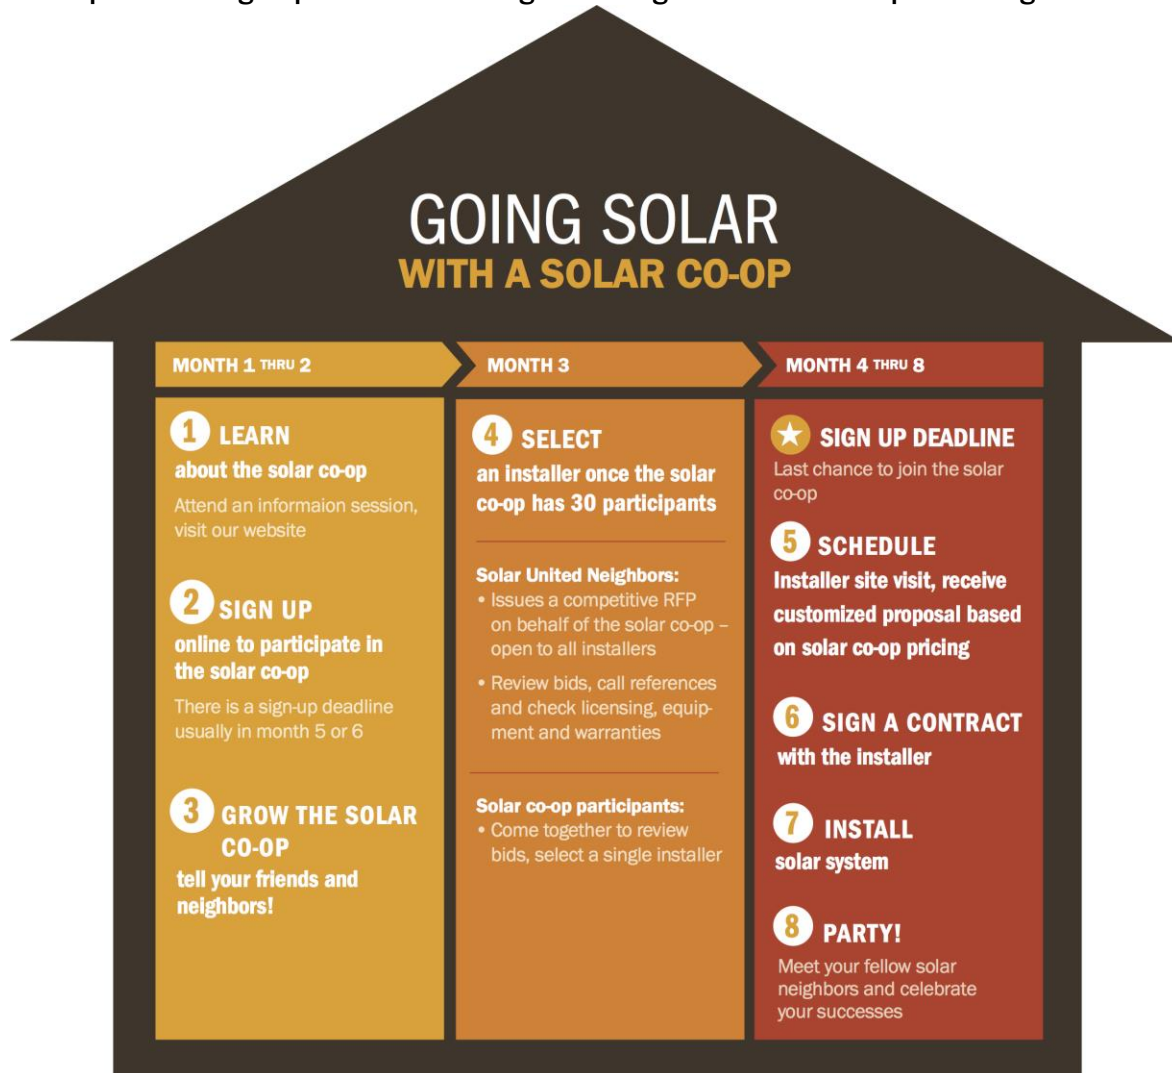 GOING SOLAR
WITH A SOLAR CO-OP
MONTH 1 THRU 2
1 LEARN
about the solar co-op
Attend an informaion session,
visit our website
2 SIGN UP
online to participate in
the solar co-op
There is a sign-up deadline
usually in month 5 or 6
3 GROW THE SOLAR
CO-OP
tell your friends and
neighbors!
MONTH 3
4 SELECT
an installer once the solar
co-op has 30 participants
Solar United Neighbors:
• Issues a competitive RFP
on behalf of the solar co-op –
open to all installers
• Review bids, call references
and check licensing, equip-
ment and warranties
Solar co-op participants:
• Come together to review
bids, select a single installer
MONTH 4 THRU 8
SIGN UP DEADLINE
Last chance to join the solar
co-op
5 SCHEDULE
Installer site visit, receive
customized proposal based
on solar co-op pricing
6 SIGN A CONTRACT
with the installer
7 INSTALL
solar system
8 PARTY!
Meet your fellow solar
neighbors and celebrate
your successes